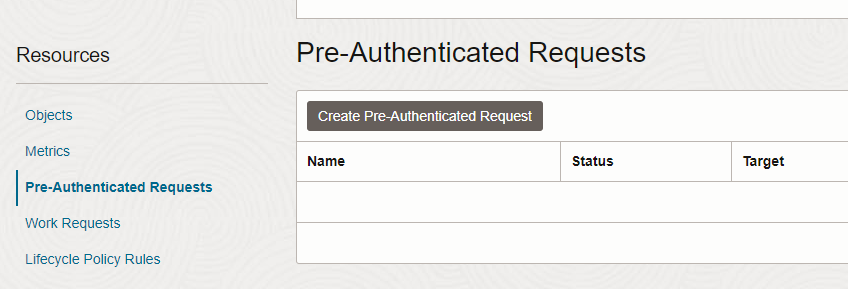 Resources
Objects
Metrics
Pre-Authenticated Requests
Work Requests
Lifecycle Policy Rules
Pre-Authenticated Requests
Create Pre-Authenticated Request
Name Status Target